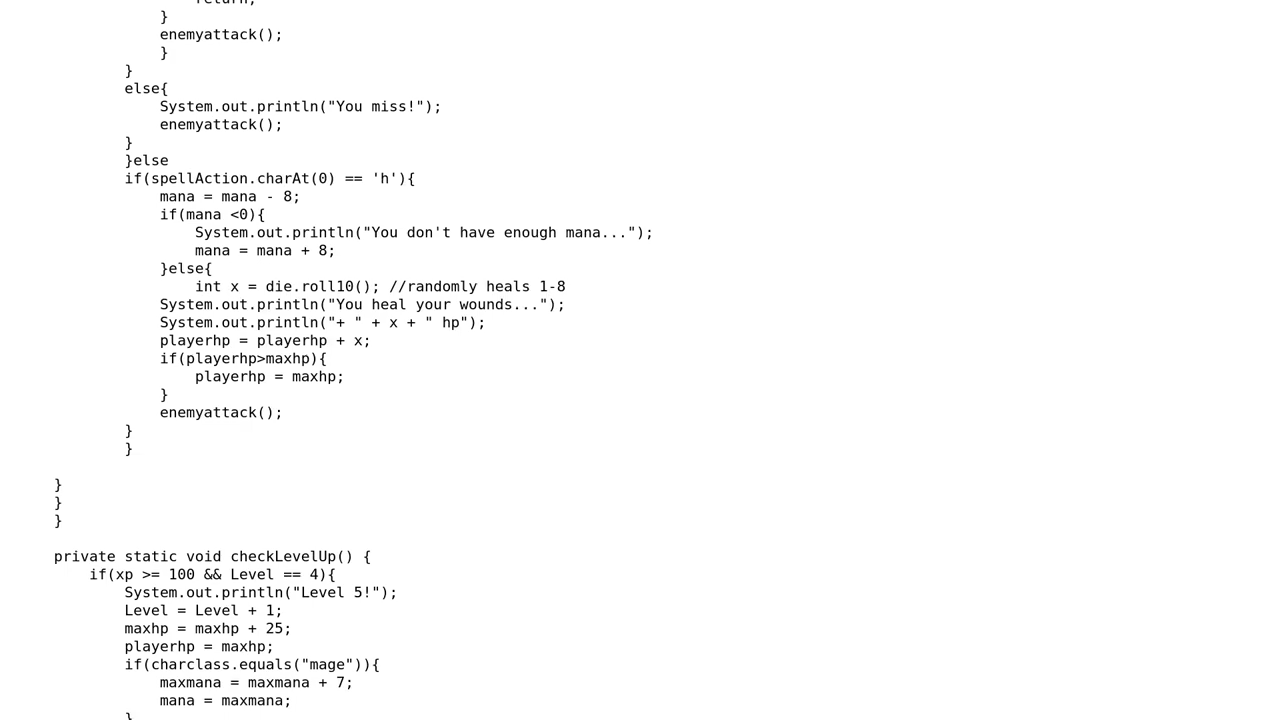 return;
                        }
                        enemyattack();
                        }
                    }
                    else{
                        System.out.println("You miss!");
                        enemyattack();
                    }
                    }else
                    if(spellAction.charAt(0) == 'h'){
                        mana = mana - 8;
                        if(mana <0){
                            System.out.println("You don't have enough mana...");
                            mana = mana + 8;
                        }else{
                            int x = die.roll10(); //randomly heals 1-8
                        System.out.println("You heal your wounds...");
                        System.out.println("+ " + x + " hp");
                        playerhp = playerhp + x;
                        if(playerhp>maxhp){
                            playerhp = maxhp;
                        }
                        enemyattack();
                    }
                    }

            }
            }
            }

            private static void checkLevelUp() {
                if(xp >= 100 && Level == 4){
                    System.out.println("Level 5!");
                    Level = Level + 1;
                    maxhp = maxhp + 25;
                    playerhp = maxhp;
                    if(charclass.equals("mage")){
                        maxmana = maxmana + 7;
                        mana = maxmana;
                    }